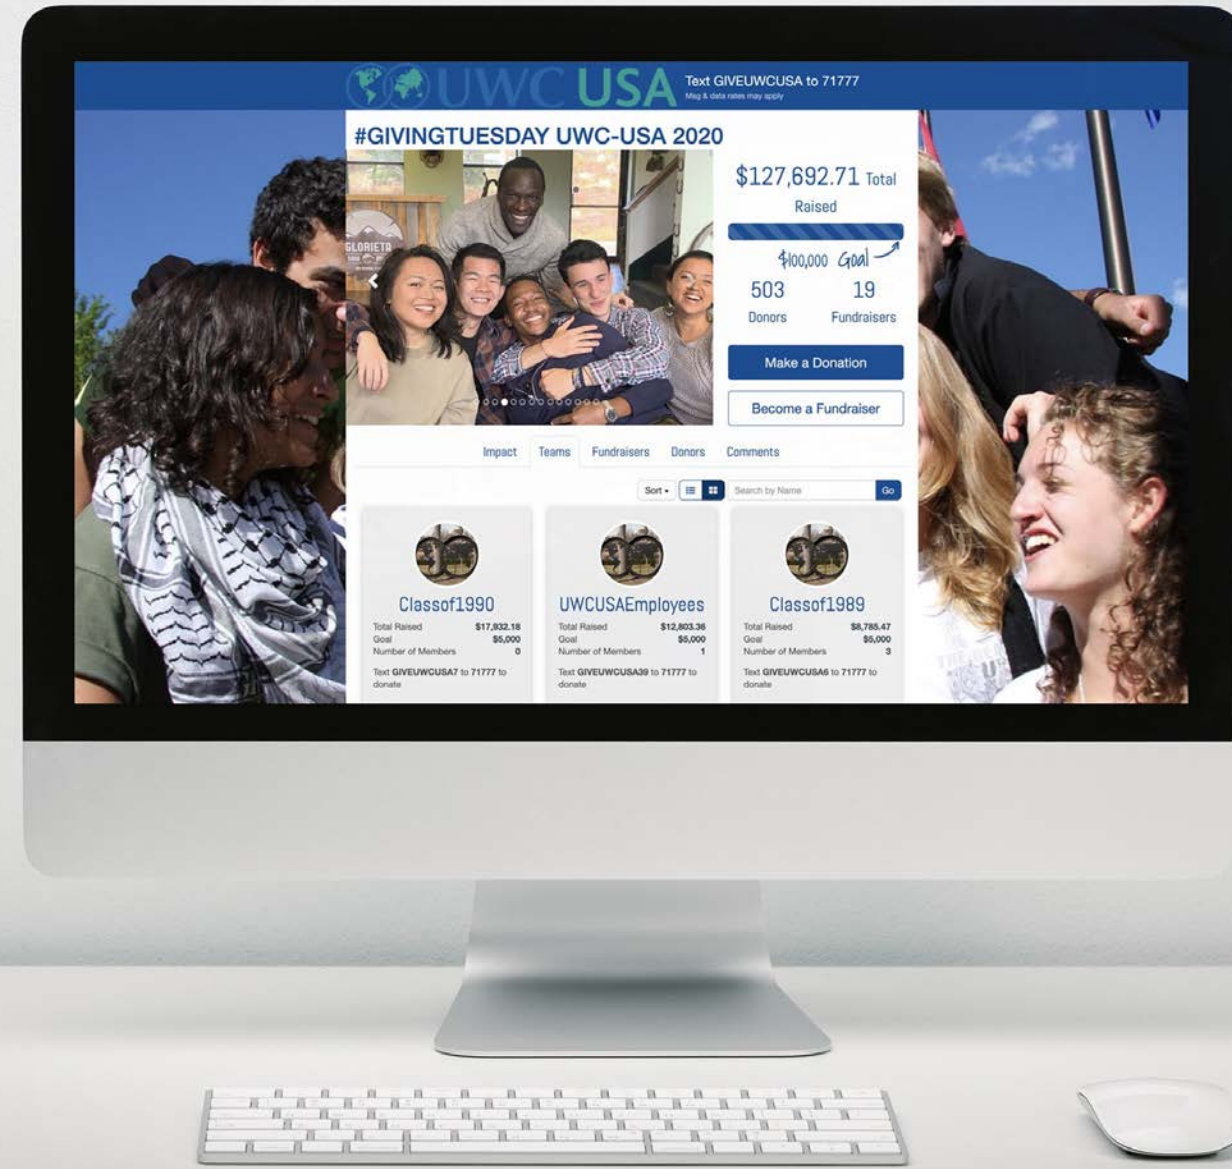 UWC USA
Text GIVEUWCUSA to 71777
Msg & data rates may apply
#GIVINGTUESDAY UWC-USA 2020
GLORIETA
$127,692.71 Total
Raised
$100,000 Goal
503 19
Donors Fundraisers
Make a Donation
Become a Fundraiser
Impact Teams Fundraisers Donors Comments
Sort Search by Name Go
Classof1990
Total Raised $17,932.18
Goal $5,000
Number of Members 0
Text GIVEUWCUSA7 to 71777 to
donate
UWCUSAEmployees
Total Raised $12,803.36
Goal $5,000
Number of Members 1
Text GIVEUWCUSA39 to 71777 to
donate
Classof1989
Total Raised $8,785.47
Goal $5,000
Number of Members 3
Text GIVEUWCUSA6 to 71777 to
donate